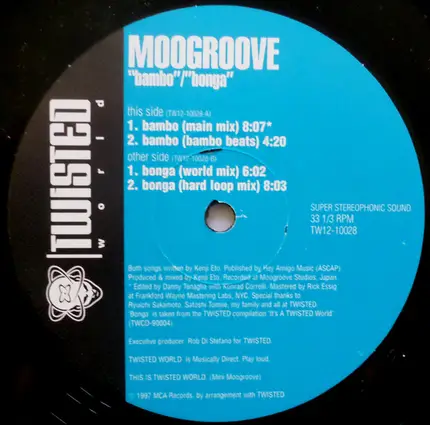 MOOGROOVE
"bambo"/"bonga"
this side (TW12-10028-A)
1. bambo (main mix) 8:07*
2. bambo (bambo beats) 4:20
other side (TW12-10028-B)
1. bonga (world mix) 6:02
2. bonga (hard loop mix) 8:03
SUPER STEREOPHONIC SOUND
33 1/3 RPM
TW12-10028
TWISTED
world
Both songs written by Kenji Eto. Published by Hey Amigo Music (ASCAP)
Produced & mixed by Kenji Eto. Recorded at Moogroove Studios, Japan
* Edited by Danny Tenaglia with Konrad Carrelli. Mastered by Rick Essig
at Frankford Wayne Mastering Labs, NYC. Special thanks to
Ryuichi Sakamoto, Satoshi Tomiie, my family and all at TWISTED
'Bonga' is taken from the TWISTED compilation 'It's A TWISTED World'
(TWCD-90004)
Executive producer Rob Di Stefano for TWISTED.
TWISTED WORLD is Musically Direct. Play loud.
THIS IS TWISTED WORLD. (Mini Moogroove)
© 1997 MCA Records, by arrangement with TWISTED